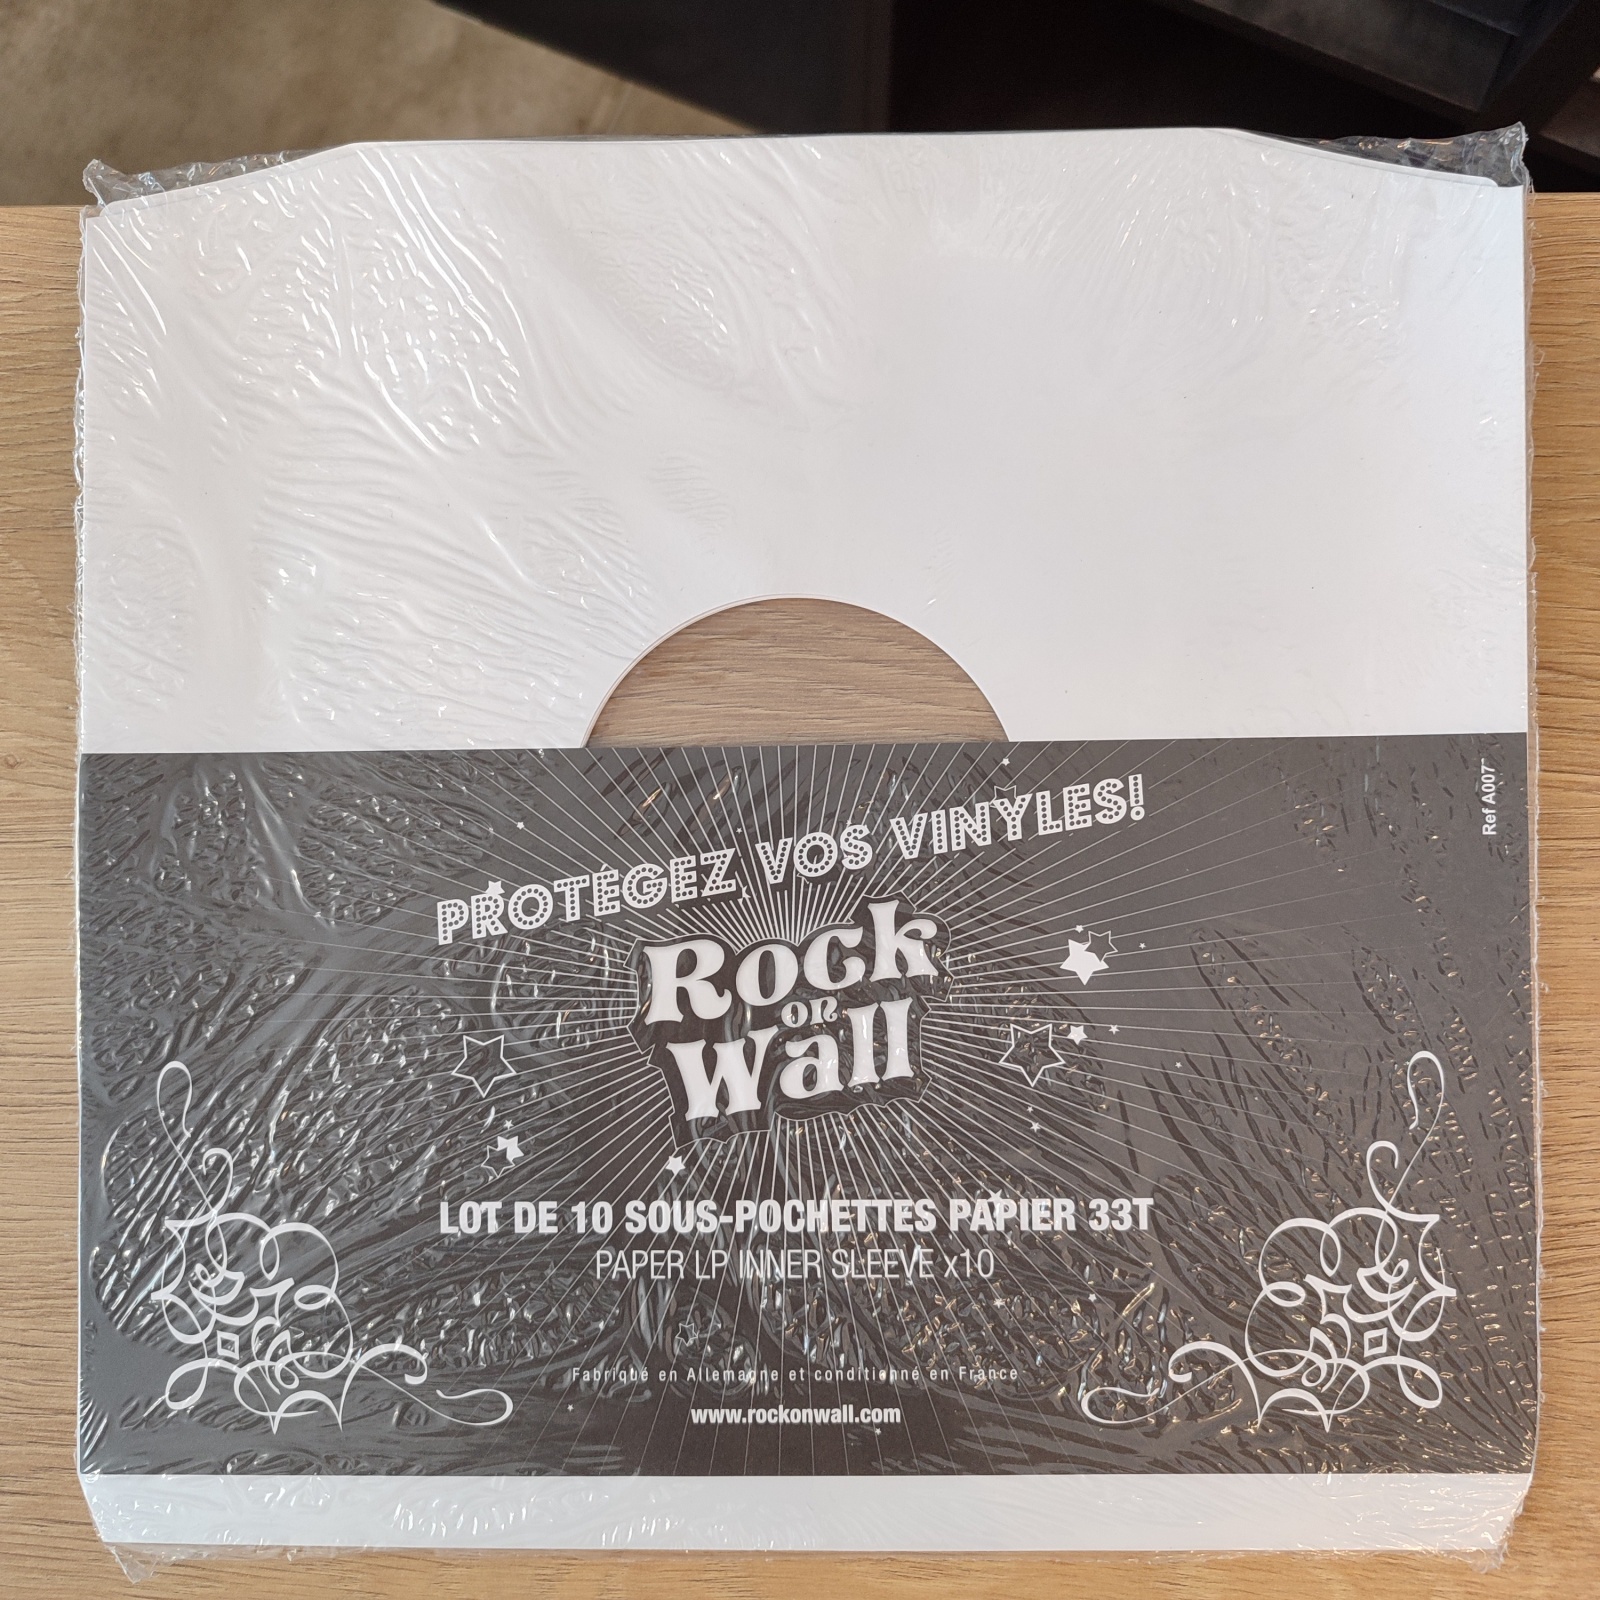 Ref A007
PROTÉGEZ VOS VINYLES!
Rock
on
Wall
LOT DE 10 SOUS-POCHETTES PAPIER 33T
PAPER LP INNER SLEEVE x10
Fabriqué en Allemagne et conditionné en France
www.rockonwall.com